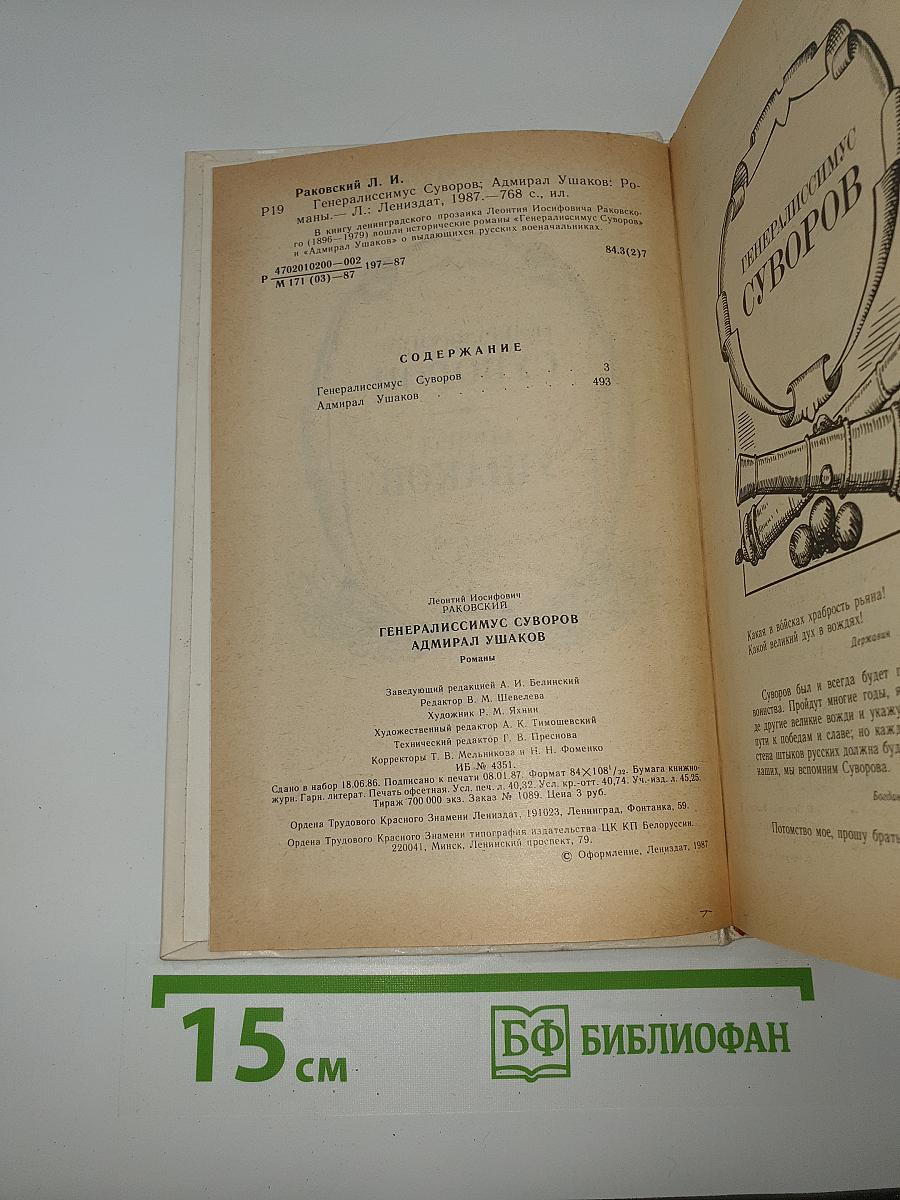 Раковский Л. И.
Р19 Генералиссимус Суворов; Адмирал Ушаков: Ро-
маны.— Л.: Лениздат, 1987.—768 с., ил.
В книгу ленинградского прозаика Леонтия Иосифовича Раковско-
го (1896—1979) вошли исторические романы «Генералиссимус Суворов»
и «Адмирал Ушаков» о выдающихся русских военачальниках.
Р 4702010200—002
М 171 (03)—87 197—87
84.3(2)7
СОДЕРЖАНИЕ
Генералиссимус Суворов . . . . . 3
Адмирал Ушаков . . . . . . 493
Леонтий Иосифович
РАКОВСКИЙ
ГЕНЕРАЛИССИМУС СУВОРОВ
АДМИРАЛ УШАКОВ
Романы
Заведующий редакцией А. И. Белинский
Редактор В. М. Шевелева
Художник Р. М. Яхнин
Художественный редактор А. К. Тимошевский
Технический редактор Г. В. Преснова
Корректоры Т. В. Мельникова и Н. Н. Фоменко
ИБ № 4351.
Сдано в набор 18.06.86. Подписано к печати 08.01.87. Формат 84×108¹/₃₂. Бумага книжно-
журн. Гарн. литерат. Печать офсетная. Усл. печ. л. 40,32. Усл. кр.-отт. 40,74. Уч.-изд. л. 45,25.
Тираж 700 000 экз. Заказ № 1089. Цена 3 руб.
Ордена Трудового Красного Знамени Лениздат, 191023, Ленинград, Фонтанка, 59.
Ордена Трудового Красного Знамени типография издательства ЦК КП Белоруссии.
220041, Минск, Ленинский проспект, 79.
© Оформление, Лениздат, 1987
ГЕНЕРАЛИССИМУС
СУВОРОВ
Какая в войсках храбрость рьяна!
Какой великий дух в вождях!
Державин
Суворов был и всегда будет
воинства. Пройдут многие годы,
де другие великие вожди и укажу
пути к победам и славе; но кажд
стена штыков русских должна буд
наших, мы вспомним Суворова.
Богдан
Потомство мое, прошу брать
15 см
БФ БИБЛИОФАН